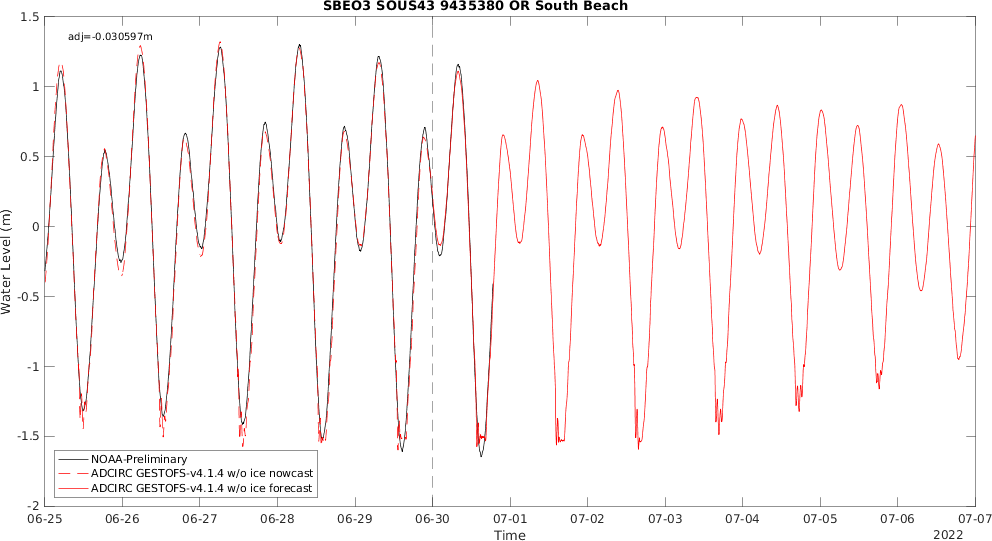 SBEO3 SOUS43 9435380 OR South Beach
adj=-0.030597m
1.5
1
0.5
0
-0.5
-1
-1.5
-2
Water Level (m)
NOAA-Preliminary
ADCIRC GESTOFS-v4.1.4 w/o ice nowcast
ADCIRC GESTOFS-v4.1.4 w/o ice forecast
06-25 06-26 06-27 06-28 06-29 06-30 07-01 07-02 07-03 07-04 07-05 07-06 07-07
Time
2022